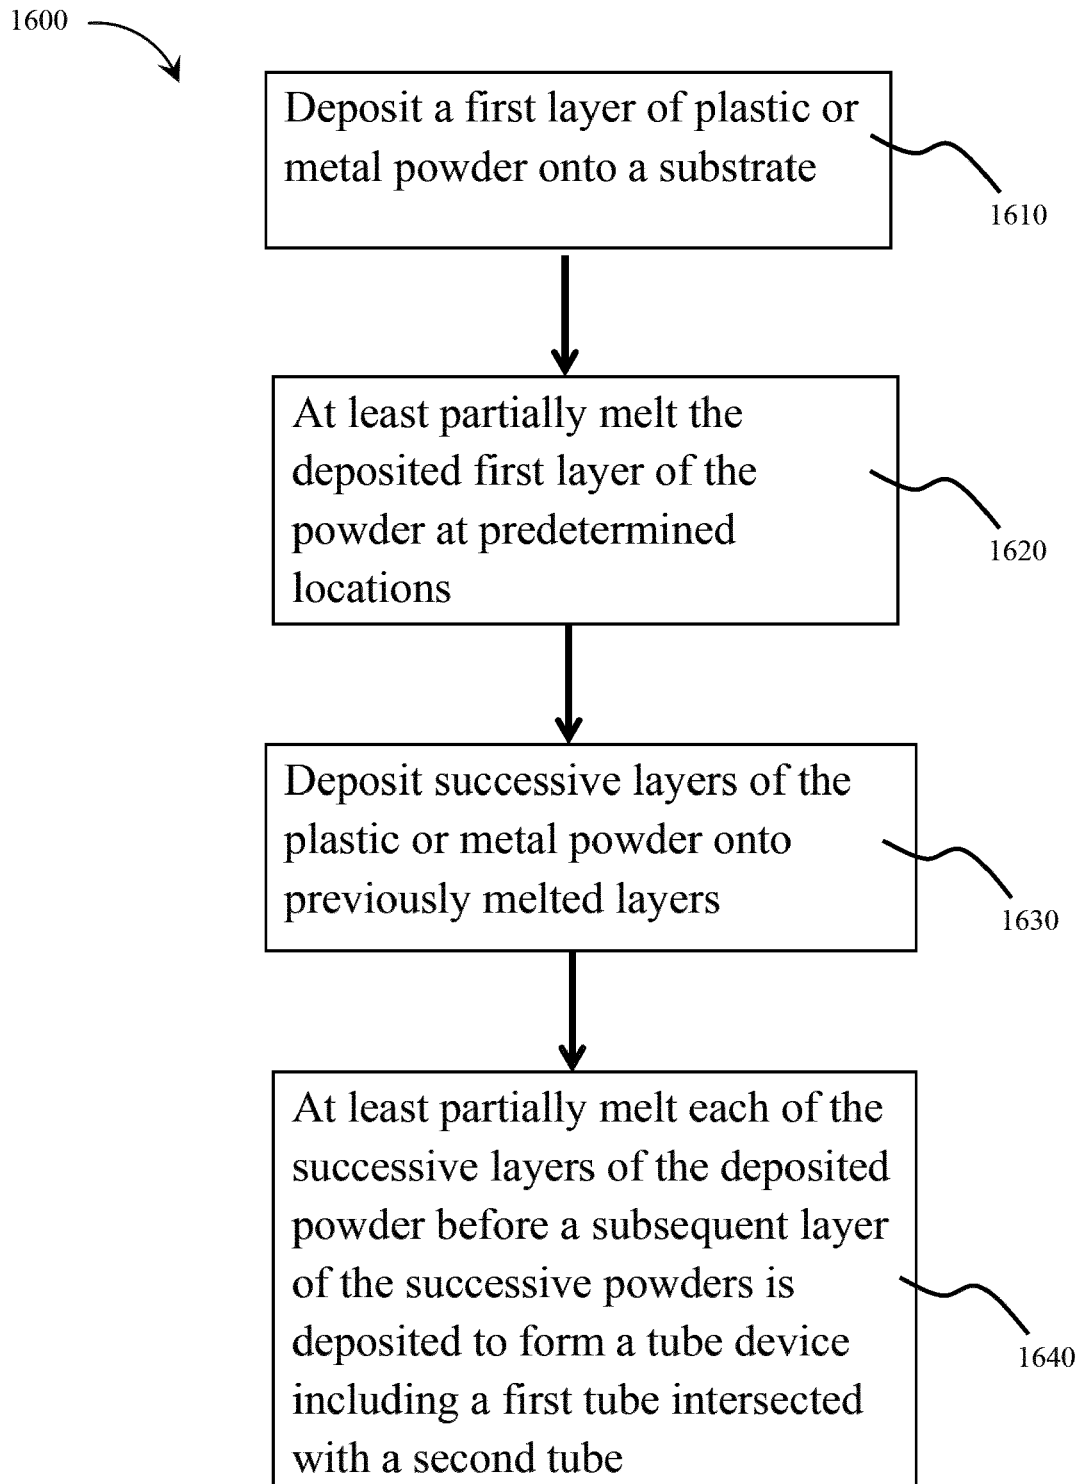 1600
Deposit a first layer of plastic or
metal powder onto a substrate
1610
At least partially melt the
deposited first layer of the
powder at predetermined
locations
1620
Deposit successive layers of the
plastic or metal powder onto
previously melted layers
1630
At least partially melt each of the
successive layers of the deposited
powder before a subsequent layer
of the successive powders is
deposited to form a tube device
including a first tube intersected
with a second tube
1640